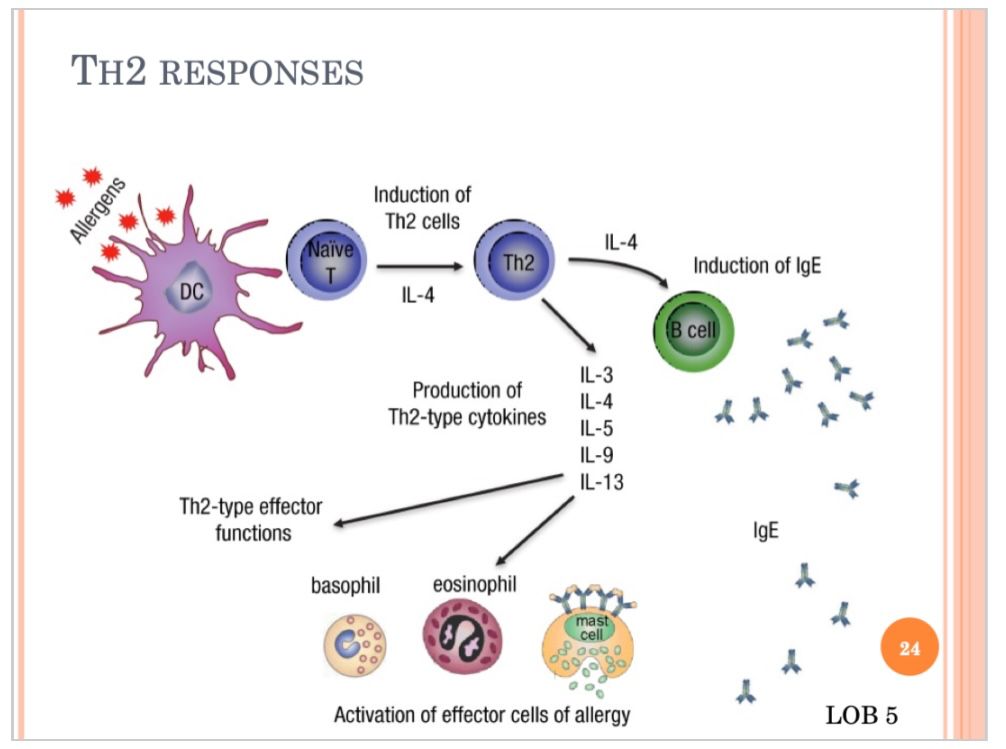 TH2 RESPONSES
Allergens
DC
Naïve
T
Induction of
Th2 cells
IL-4
Th2
IL-4
Induction of IgE
B cell
Production of
Th2-type cytokines
IL-3
IL-4
IL-5
IL-9
IL-13
Th2-type effector
functions
IgE
basophil
eosinophil
mast
cell
Activation of effector cells of allergy
24
LOB 5